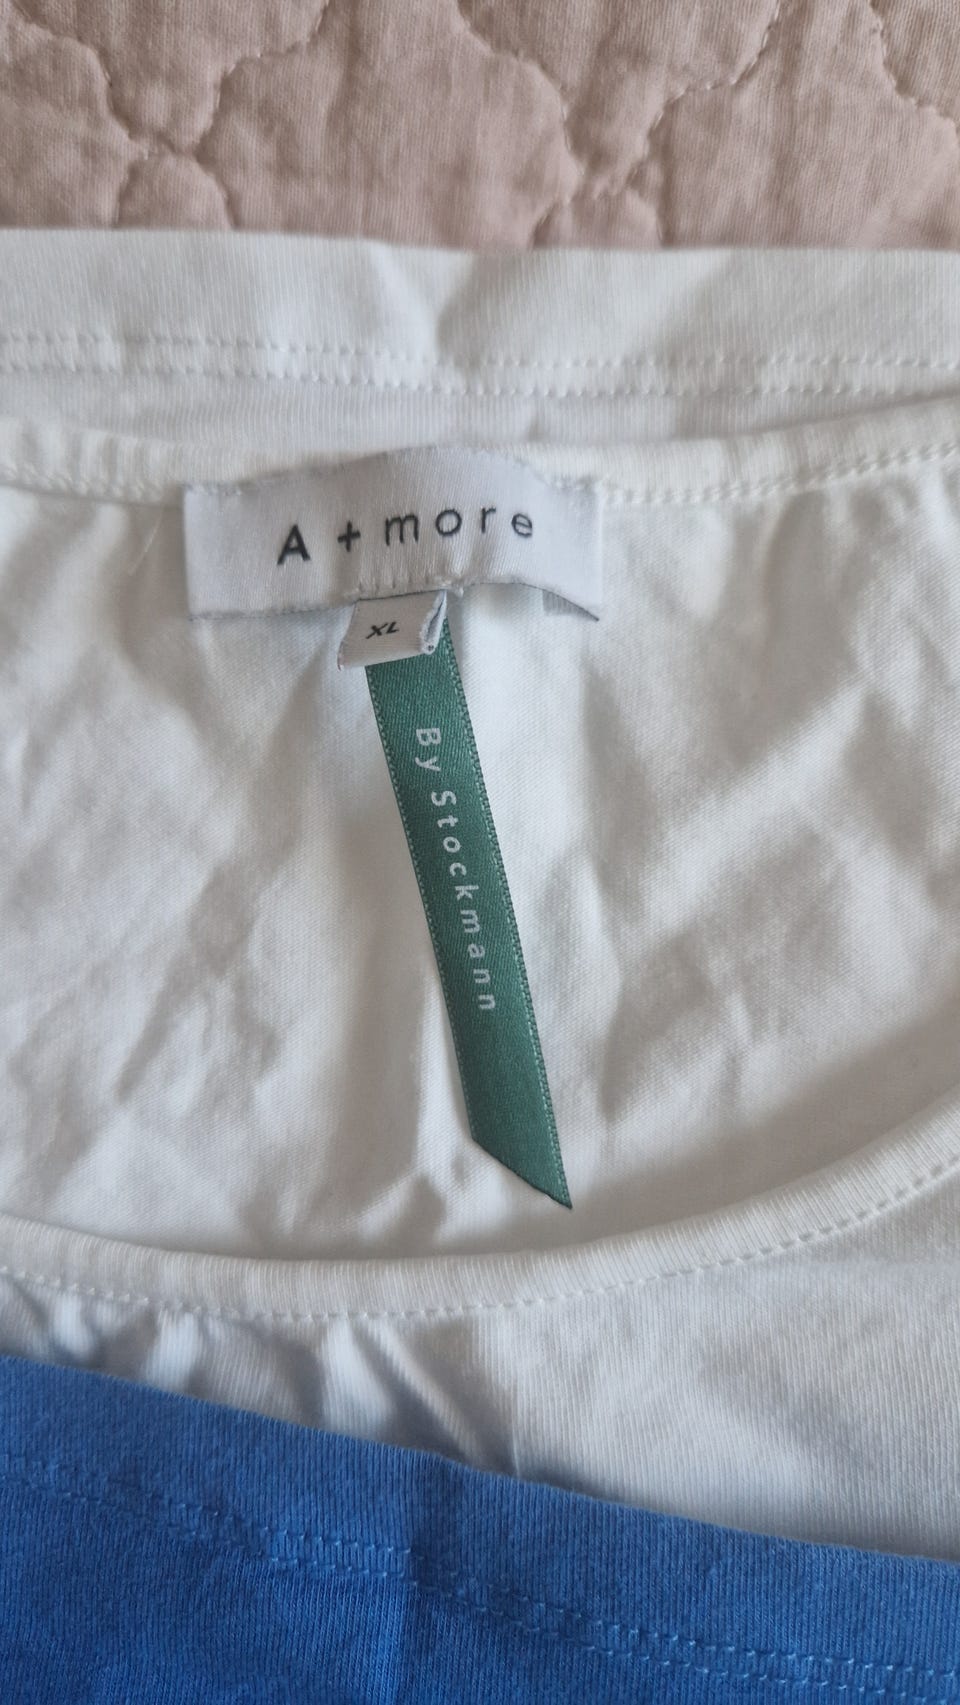 A + more
XL
By Stockmann